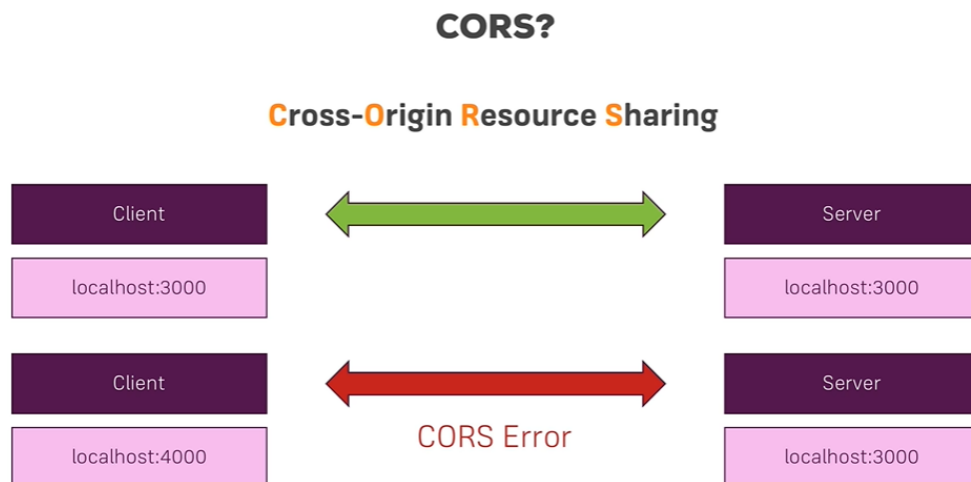 CORS?
Cross-Origin Resource Sharing
Client
Server
localhost:3000
localhost:3000
Client
Server
CORS Error
localhost:4000
localhost:3000